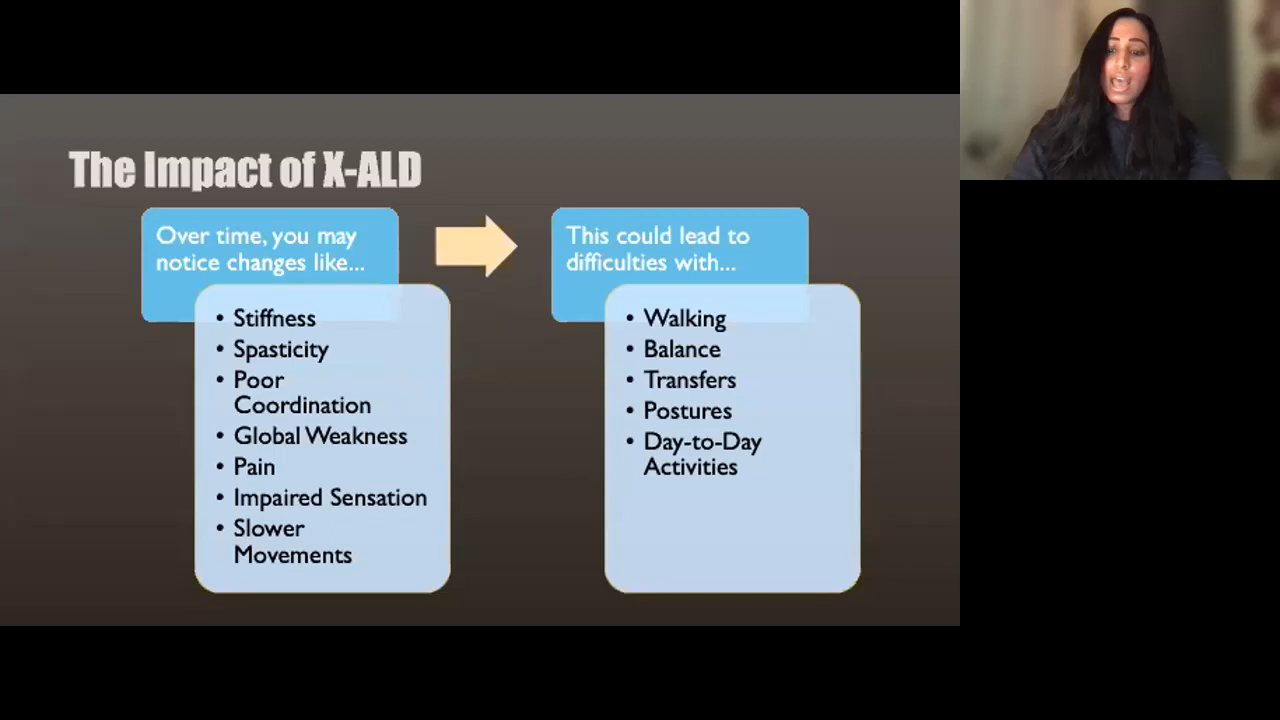 The Impact of X-ALD
Over time, you may
notice changes like...
• Stiffness
• Spasticity
• Poor
Coordination
• Global Weakness
• Pain
• Impaired Sensation
• Slower
Movements
This could lead to
difficulties with...
• Walking
• Balance
• Transfers
• Postures
• Day-to-Day
Activities